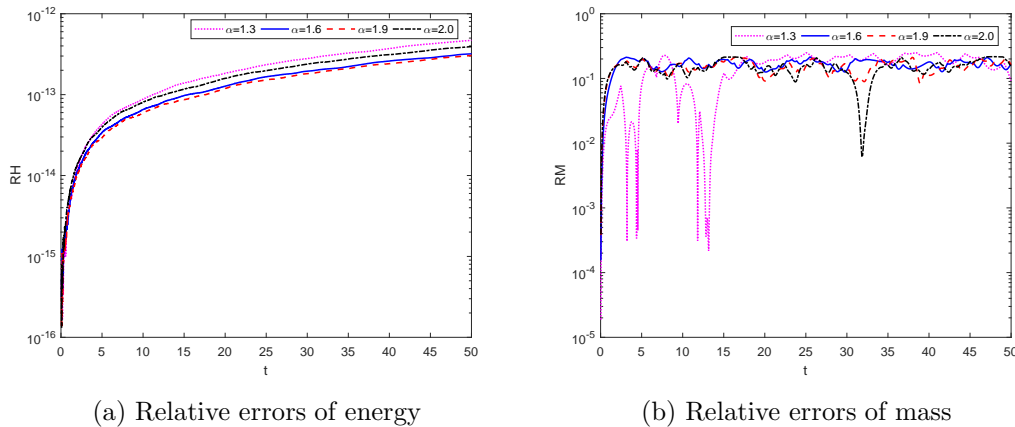 10^-12
α=1.3 α=1.6 α=1.9 α=2.0
10^-13
10^-14
10^-15
10^-16
RH
0 5 10 15 20 25 30 35 40 45 50
t
(a) Relative errors of energy
10^0
α=1.3 α=1.6 α=1.9 α=2.0
10^-1
10^-2
10^-3
10^-4
10^-5
RM
0 5 10 15 20 25 30 35 40 45 50
t
(b) Relative errors of mass